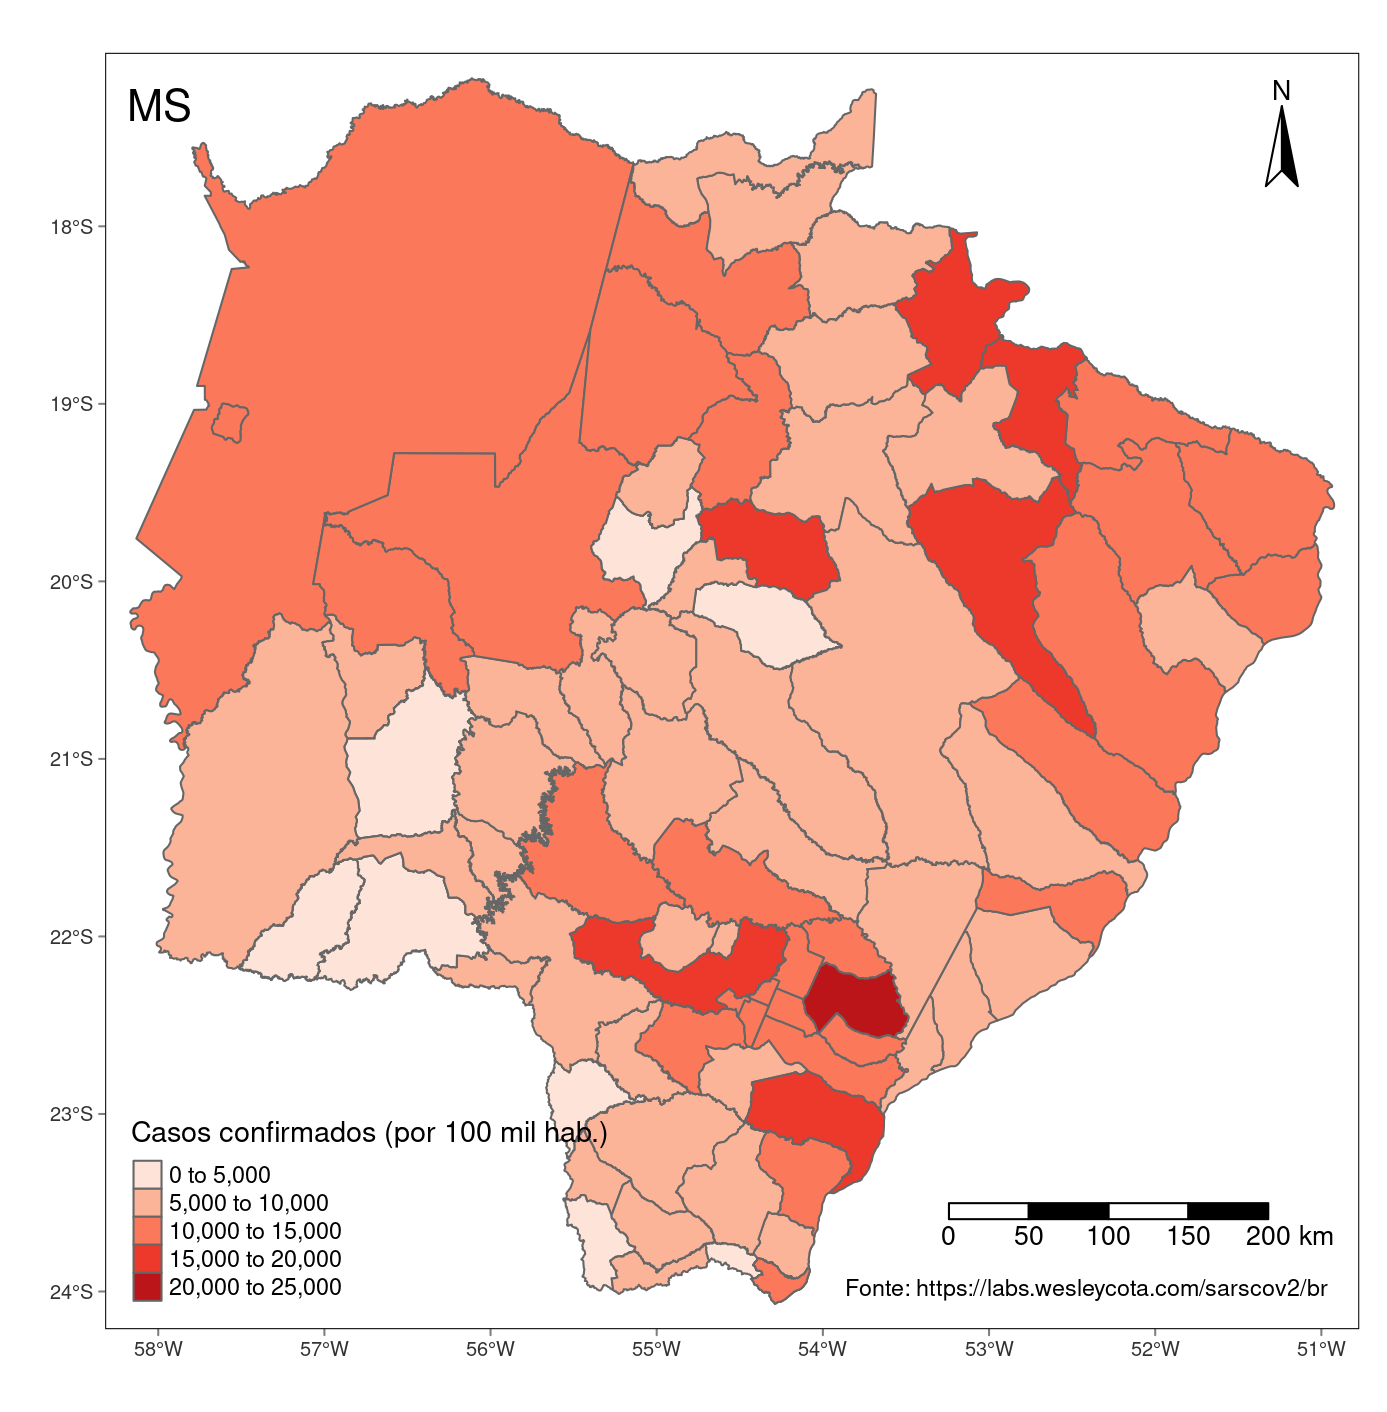 MS
N
18°S
19°S
20°S
21°S
22°S
23°S
24°S
Casos confirmados (por 100 mil hab.)
0 to 5,000
5,000 to 10,000
10,000 to 15,000
15,000 to 20,000
20,000 to 25,000
0 50 100 150 200 km
Fonte: https://labs.wesleycota.com/sarscov2/br
58°W 57°W 56°W 55°W 54°W 53°W 52°W 51°W